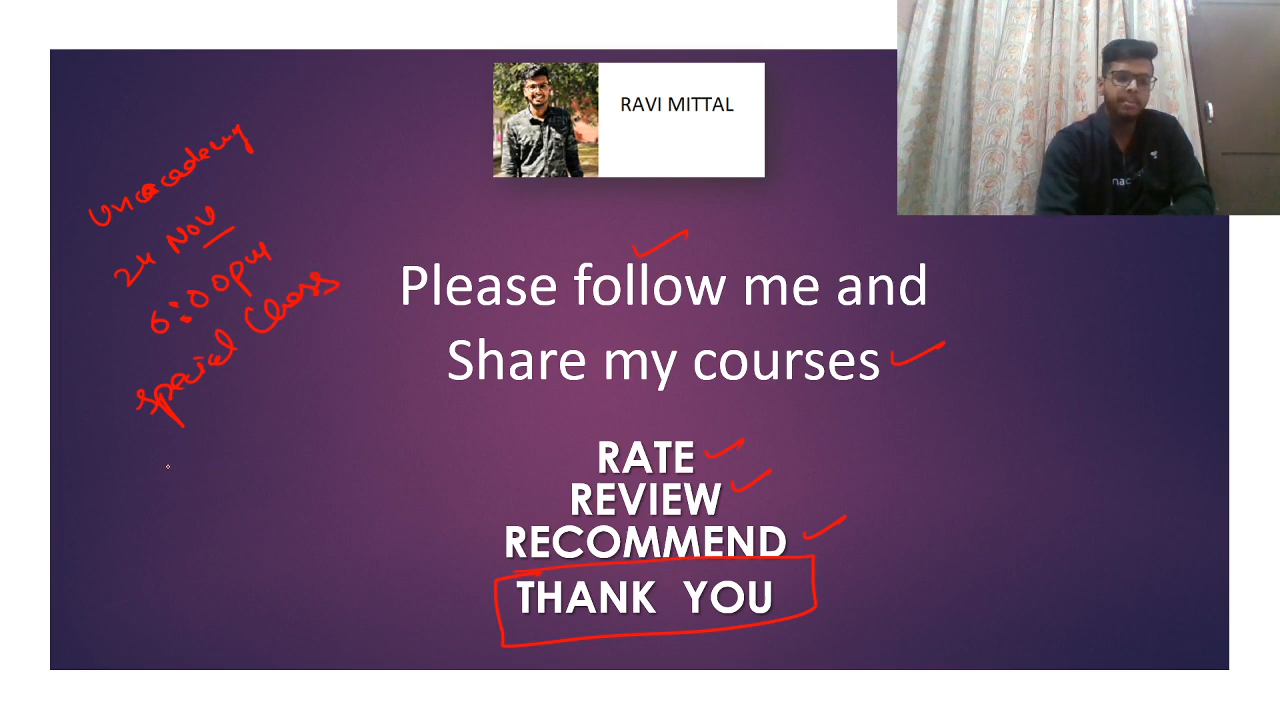 RAVI MITTAL
Unacademy
24 Nov
6:00pm
Special Class
Please follow me and
Share my courses
RATE
REVIEW
RECOMMEND
THANK YOU
nac